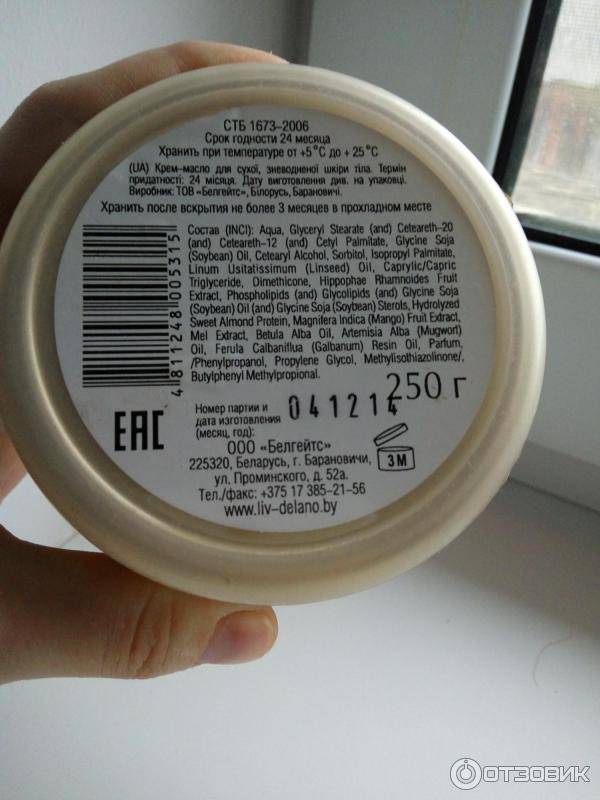 СТБ 1673-2006
Срок годности 24 месяца
Хранить при температуре от +5°С до + 25°С
(UA) Крем-масло для сухої, зневодненої шкіри тіла. Термін
придатності: 24 місяця. Дату виготовлення див. на упаковці.
Виробник: ТОВ "Белгейтс", Білорусь, Барановичі.
Хранить после вскрытия не более 3 месяцев в прохладном месте
Состав (INCI): Aqua, Glyceryl Stearate (and) Ceteareth-20
(and) Ceteareth-12 (and) Cetyl Palmitate, Glycine Soja
(Soybean) Oil, Cetearyl Alcohol, Sorbitol, Isopropyl Palmitate,
Linum Usitatissimum (Linseed) Oil, Caprylic/Capric
Triglyceride, Dimethicone, Hippophae Rhamnoides Fruit
Extract, Phospholipids (and) Glycolipids (and) Glycine Soja
(Soybean) Oil (and) Glycine Soja (Soybean) Sterols, Hydrolyzed
Sweet Almond Protein, Magnifera Indica (Mango) Fruit Extract,
Mel Extract, Betula Alba Oil, Artemisia Alba (Mugwort)
Oil, Ferula Galbaniflua (Galbanum) Resin Oil, Parfum,
/Phenylpropanol, Propylene Glycol, Methylisothiazolinone/,
Butylphenyl Methylpropional.
4 811248 005315
250 г
Номер партии и
дата изготовления
(месяц, год):
041214
ЕАС
3 М
ООО «Белгейтс»
225320, Беларусь, г. Барановичи,
ул. Проминского, д. 52а.
Тел./факс: +375 17 385-21-56
www.liv-delano.by
ОТЗОВИК